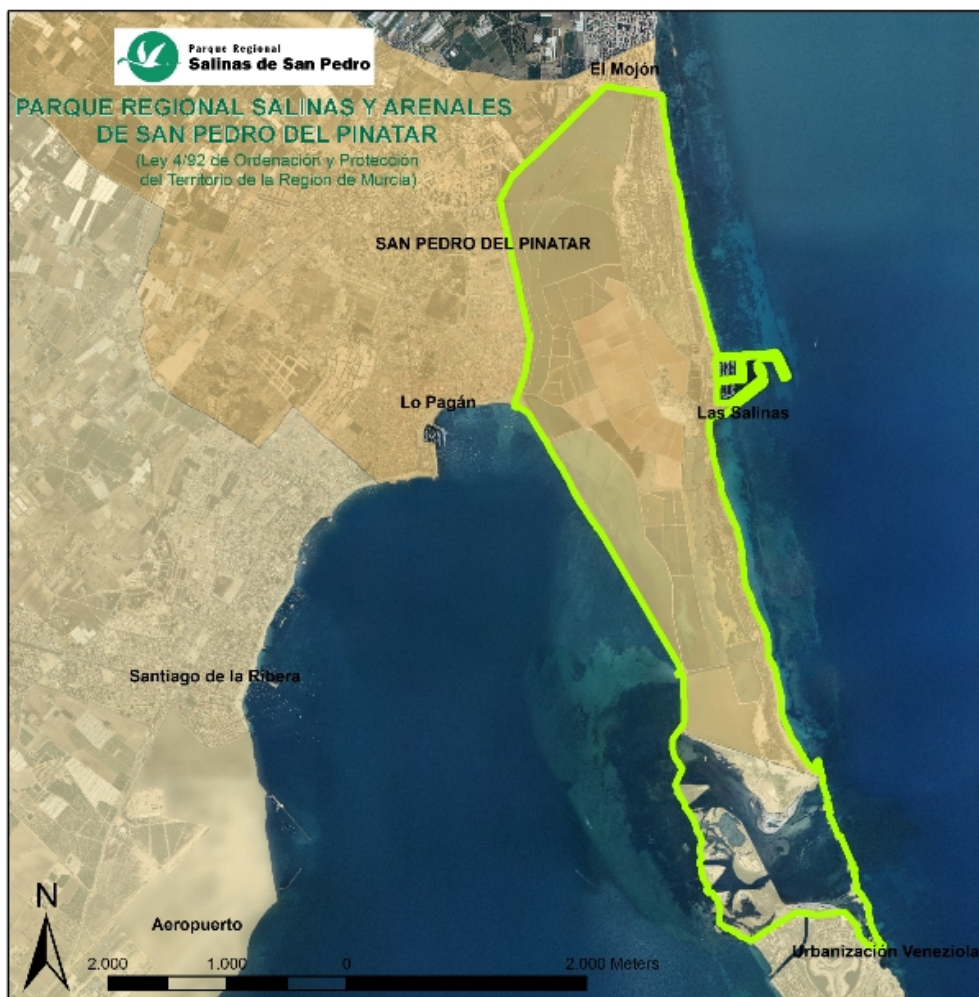 Parque Regional
Salinas de San Pedro
PARQUE REGIONAL SALINAS Y ARENALES
DE SAN PEDRO DEL PINATAR
(Ley 4/92 de Ordenación y Protección
del Territorio de la Region de Murcia)
El Mojón
SAN PEDRO DEL PINATAR
Lo Pagán
Las Salinas
Santiago de la Ribera
Aeropuerto
Urbanización Veneziola
N
2.000 1.000 0 2.000 Meters